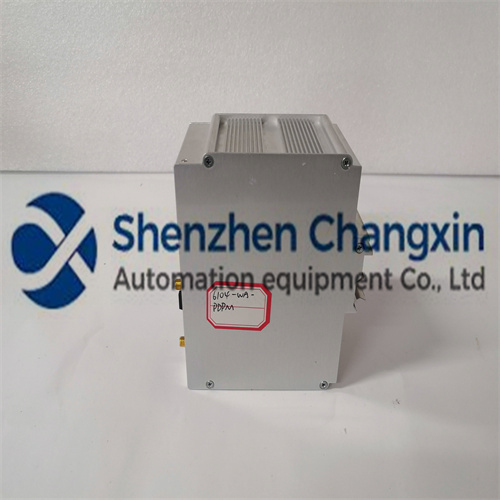 Shenzhen Changxin
Automation equipment Co., Ltd
6104-WA-
PDPM